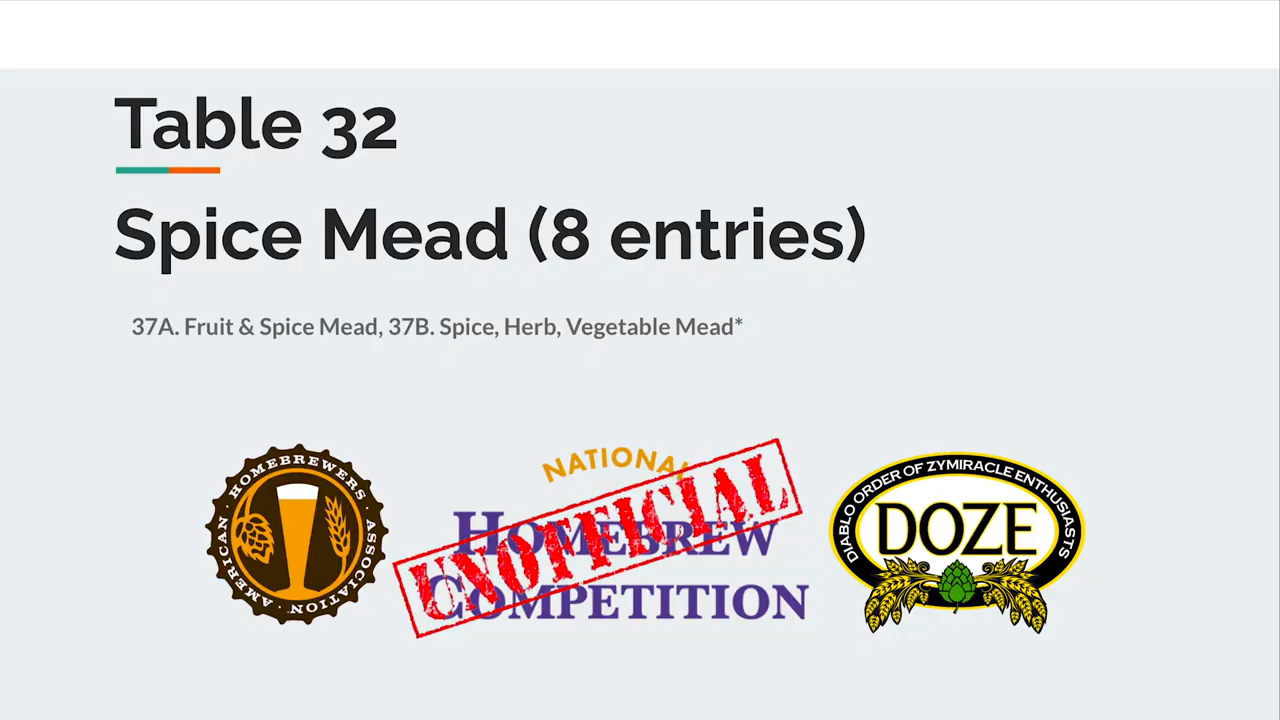 Table 32
Spice Mead (8 entries)
37A. Fruit & Spice Mead, 37B. Spice, Herb, Vegetable Mead*
· HOMEBREWERS · ASSOCIATION · AMERICAN
NATIONAL
HOMEBREW
COMPETITION
UNOFFICIAL
DIABLO ORDER OF ZYMIRACLE ENTHUSIASTS
DOZE